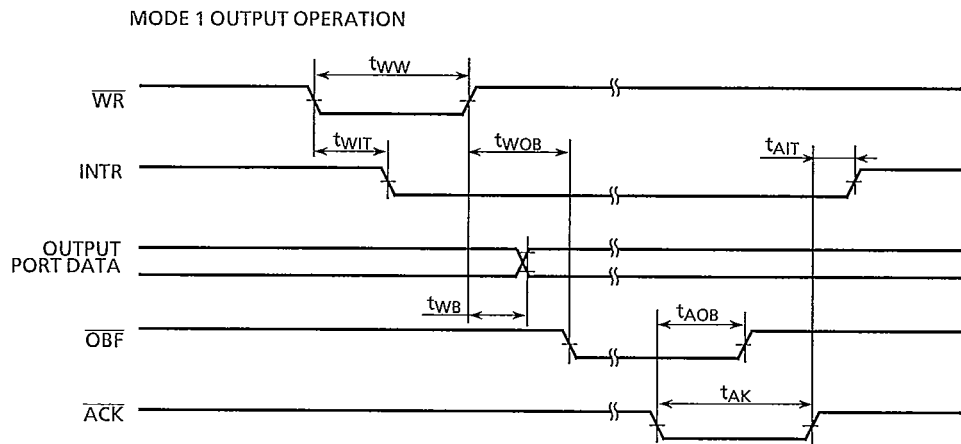 MODE 1 OUTPUT OPERATION
tWW
WR
tWIT
tWOB
tAIT
INTR
OUTPUT
PORT DATA
tWB
tAOB
OBF
tAK
ACK